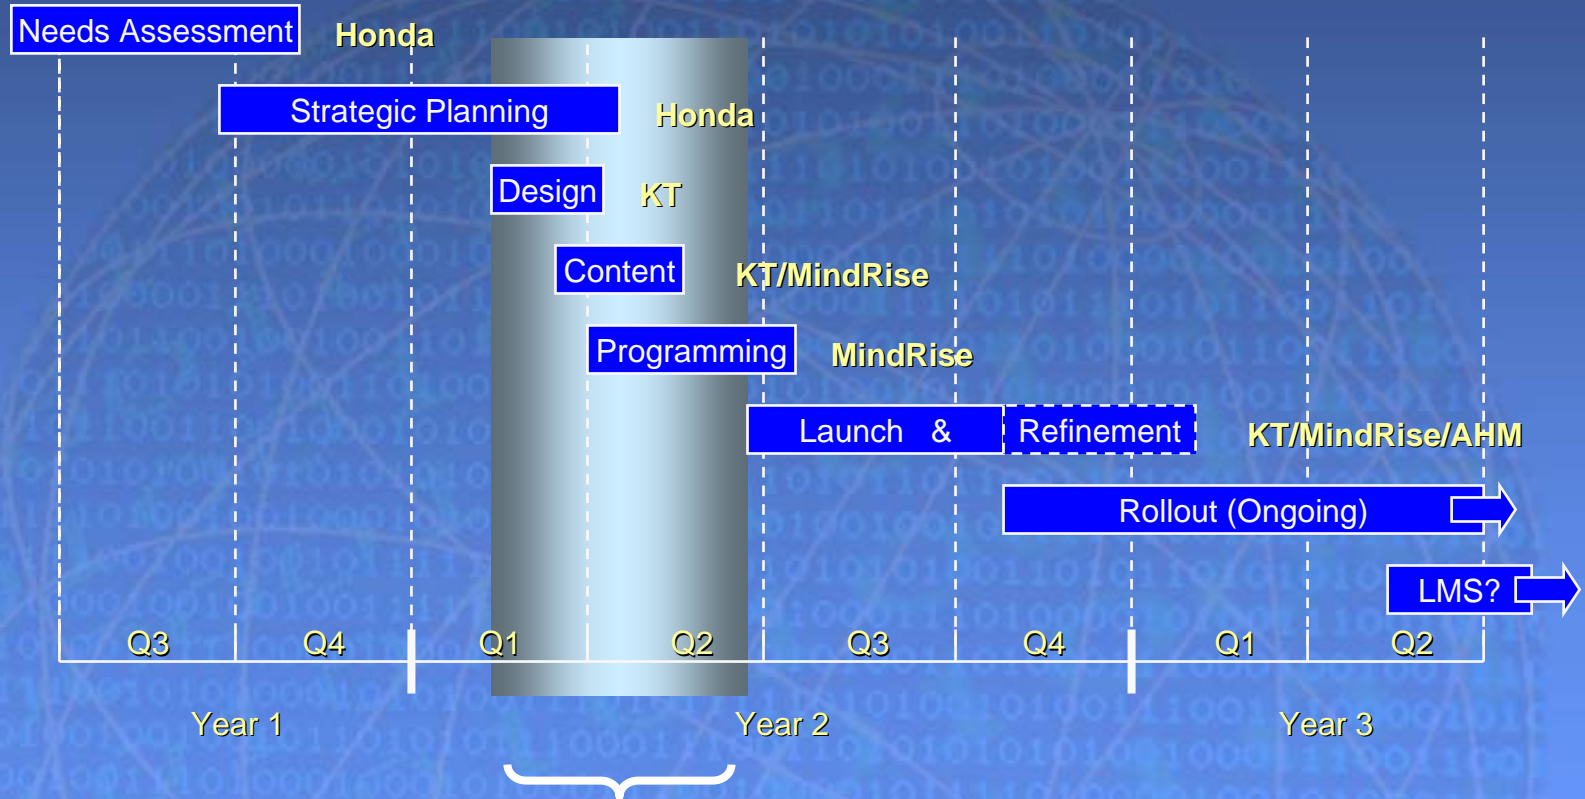 Needs Assessment Honda
Strategic Planning Honda
Design KT
Content KT/MindRise
Programming MindRise
Launch & Refinement KT/MindRise/AHM
Rollout (Ongoing)
LMS?
Q3 Q4 Q1 Q2 Q3 Q4 Q1 Q2
Year 1 Year 2 Year 3